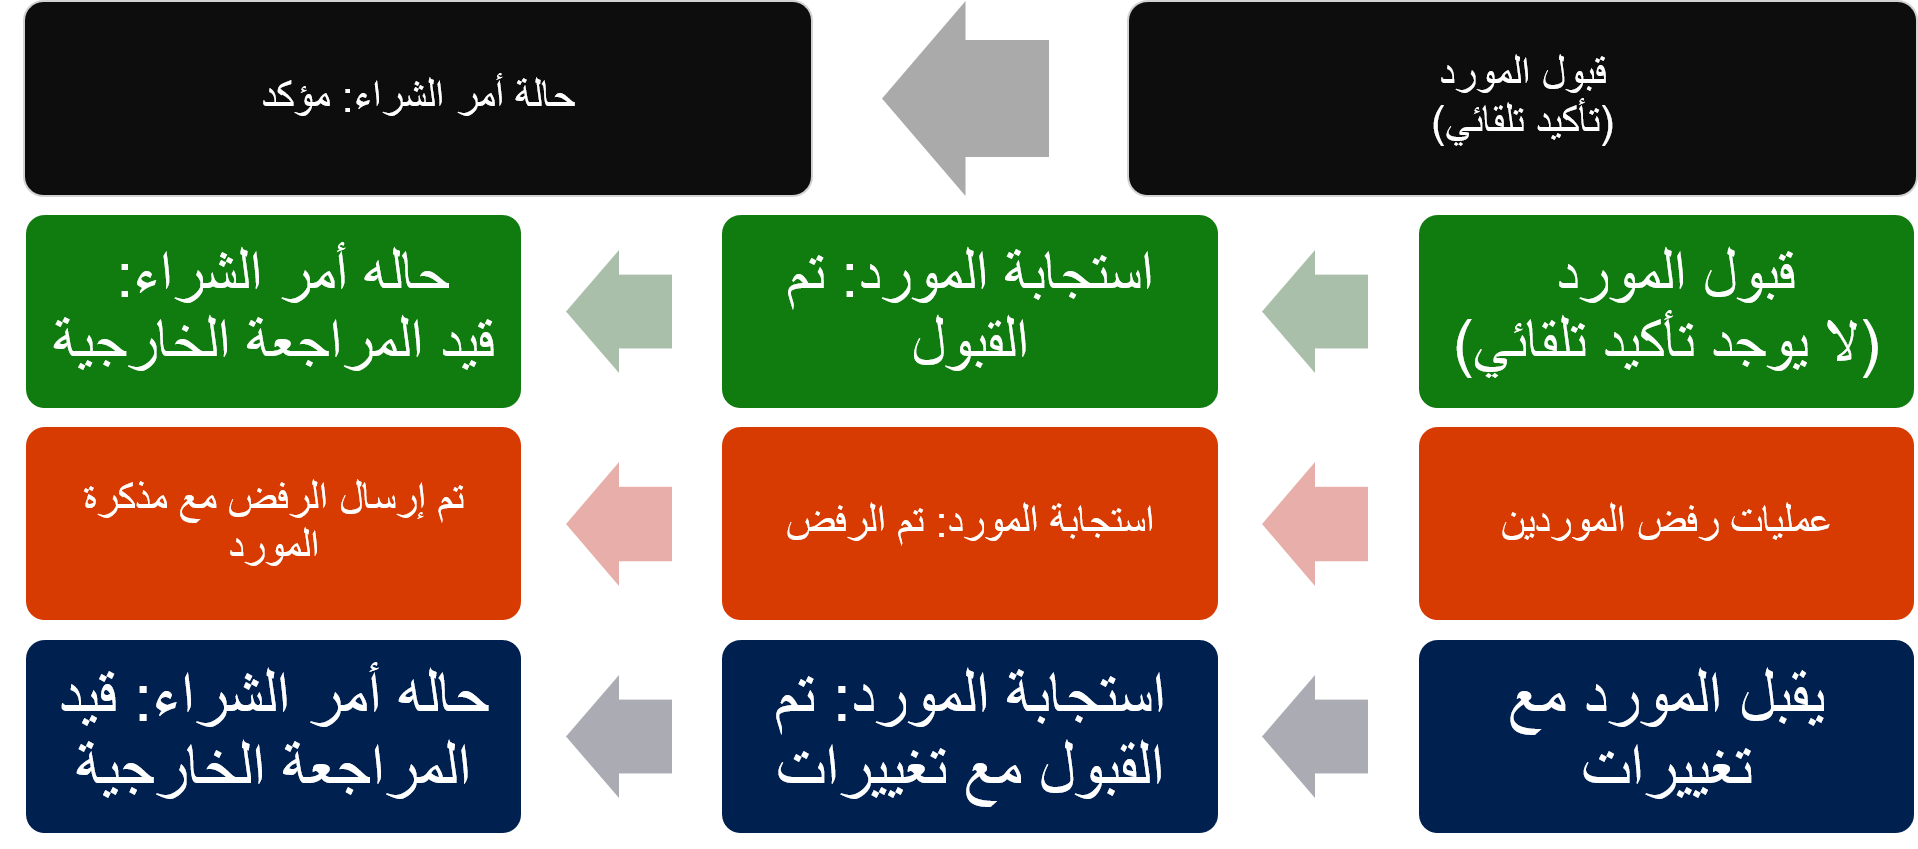 قبول المورد
(تأكيد تلقائي)
حالة أمر الشراء: مؤكد
قبول المورد
(لا يوجد تأكيد تلقائي)
استجابة المورد: تم
القبول
حاله أمر الشراء:
قيد المراجعة الخارجية
عمليات رفض الموردين
استجابة المورد: تم الرفض
تم إرسال الرفض مع مذكرة
المورد
يقبل المورد مع
تغييرات
استجابة المورد: تم
القبول مع تغييرات
حاله أمر الشراء: قيد
المراجعة الخارجية